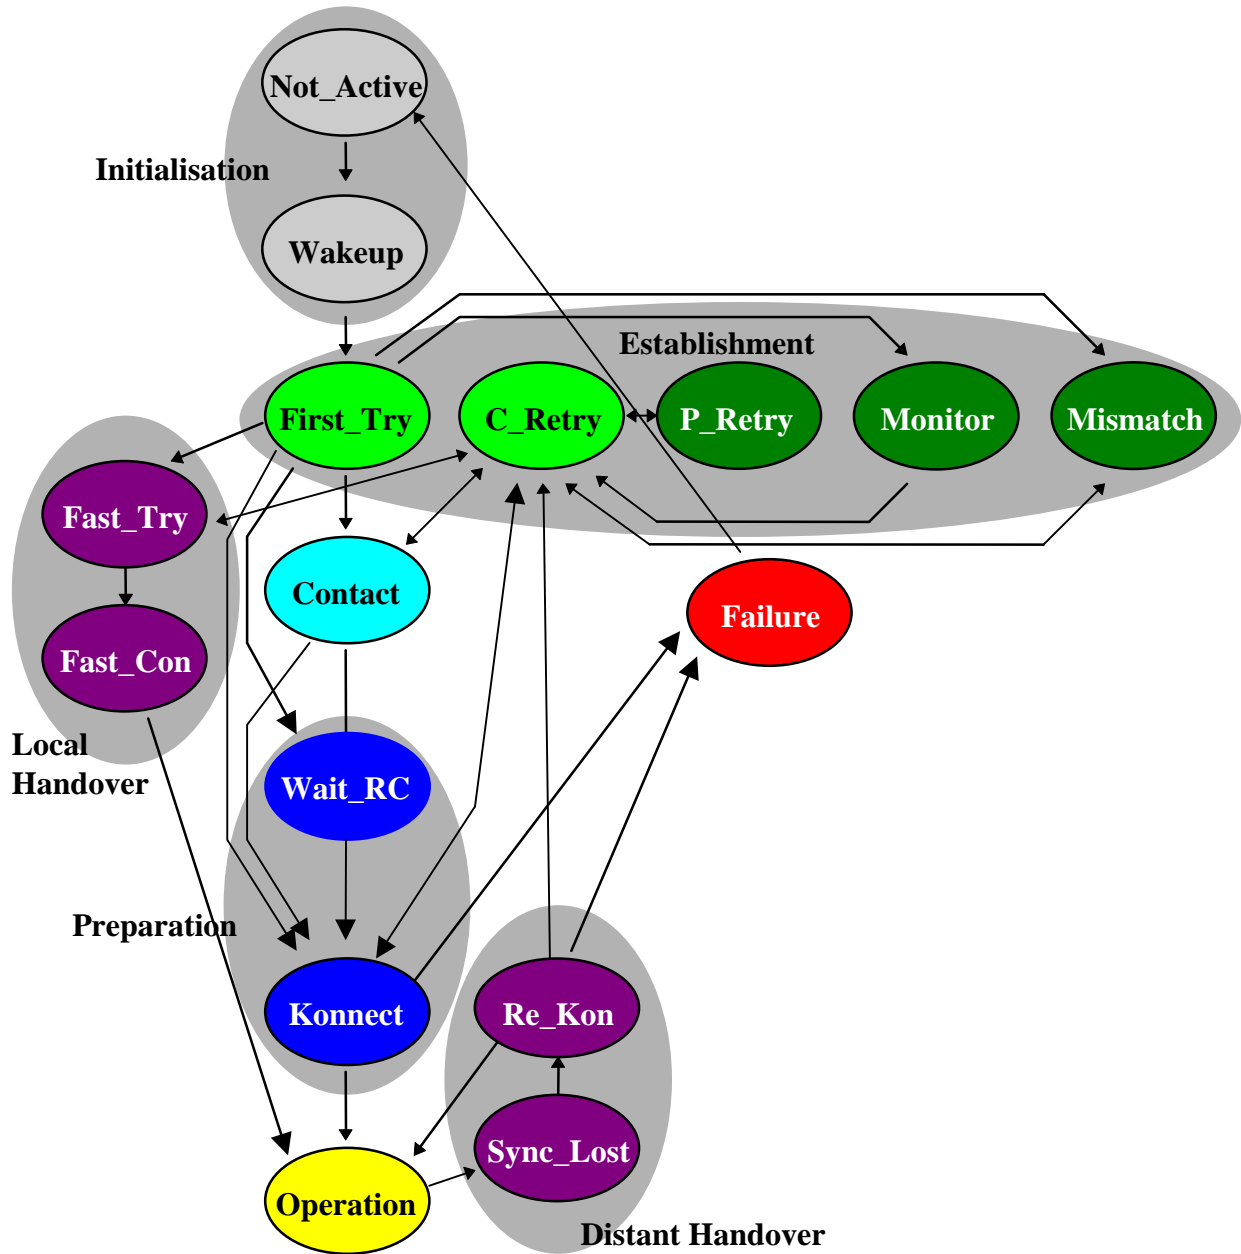 Not_Active
Initialisation
Wakeup
Establishment
First_Try
C_Retry
P_Retry
Monitor
Mismatch
Fast_Try
Contact
Failure
Fast_Con
Local
Handover
Wait_RC
Preparation
Konnect
Re_Kon
Sync_Lost
Operation
Distant Handover